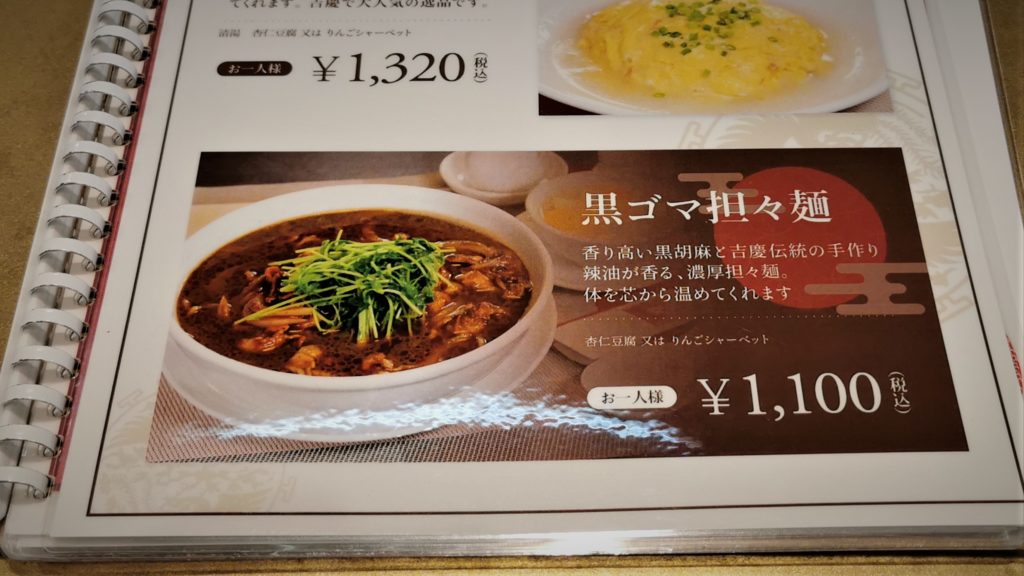 くれます。吉慶で大人気の逸品です。
清湯 杏仁豆腐 又は りんごシャーベット
お一人様 ￥1,320(税込)
黒ゴマ担々麺
香り高い黒胡麻と吉慶伝統の手作り
辣油が香る、濃厚担々麺。
体を芯から温めてくれます
杏仁豆腐 又は りんごシャーベット
お一人様 ￥1,100(税込)